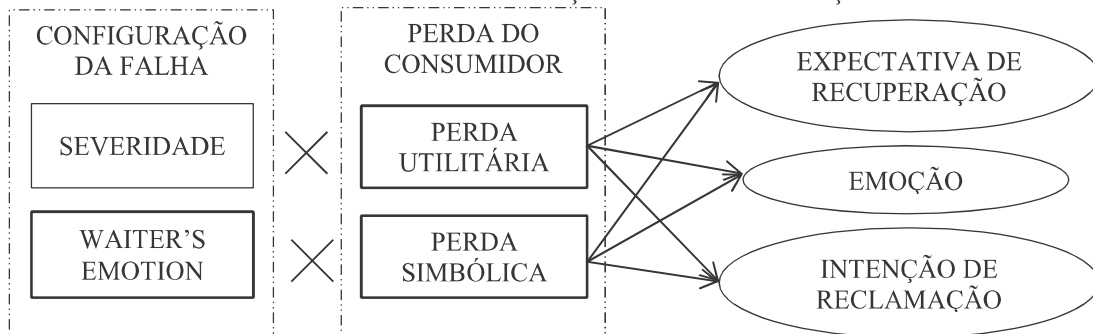 CONFIGURAÇÃO
DA FALHA
SEVERIDADE
WAITER'S
EMOTION
PERDA DO
CONSUMIDOR
PERDA
UTILITÁRIA
PERDA
SIMBÓLICA
EXPECTATIVA DE
RECUPERAÇÃO
EMOÇÃO
INTENÇÃO DE
RECLAMAÇÃO